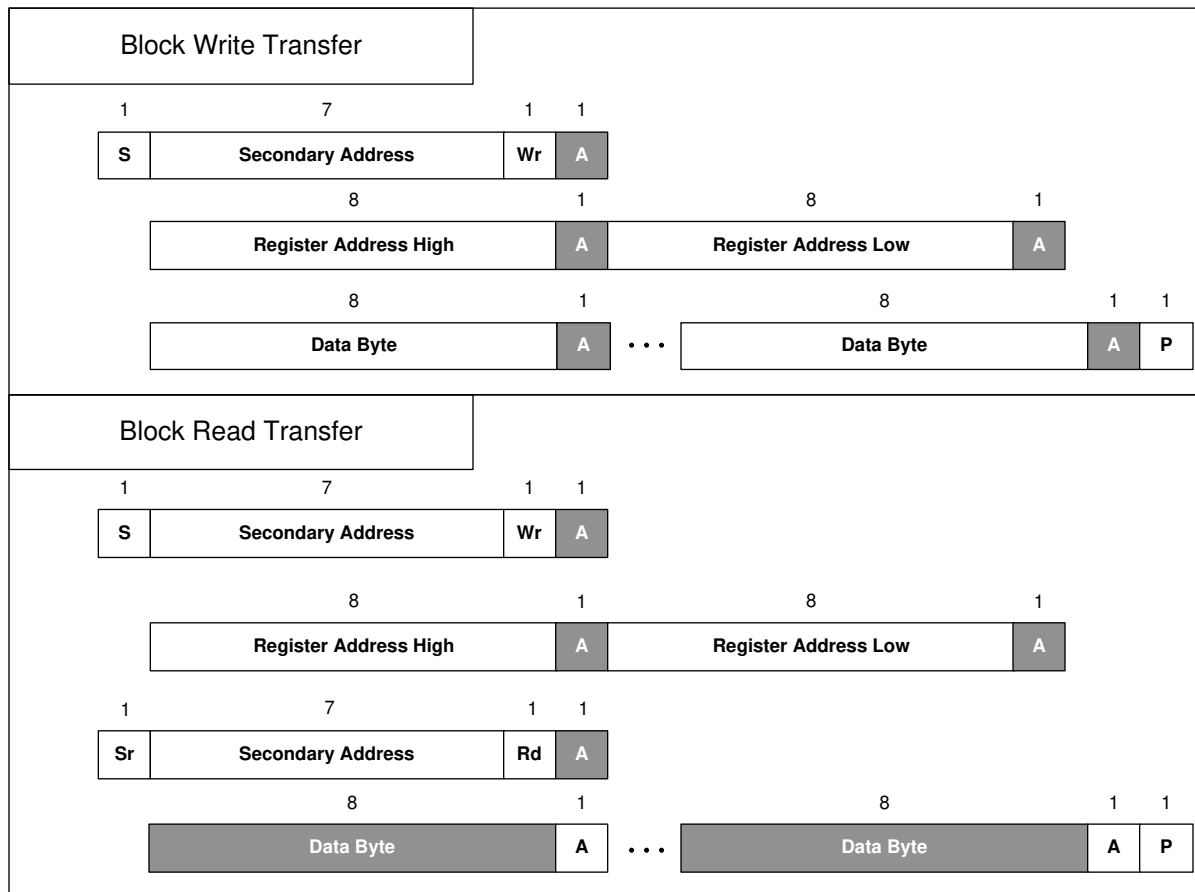 Block Write Transfer
1 7 1 1
S Secondary Address Wr A
8 1 8 1
Register Address High A Register Address Low A
8 1 8 1 1
Data Byte A • • • Data Byte A P
Block Read Transfer
1 7 1 1
S Secondary Address Wr A
8 1 8 1
Register Address High A Register Address Low A
1 7 1 1
Sr Secondary Address Rd A
8 1 8 1 1
Data Byte A • • • Data Byte A P